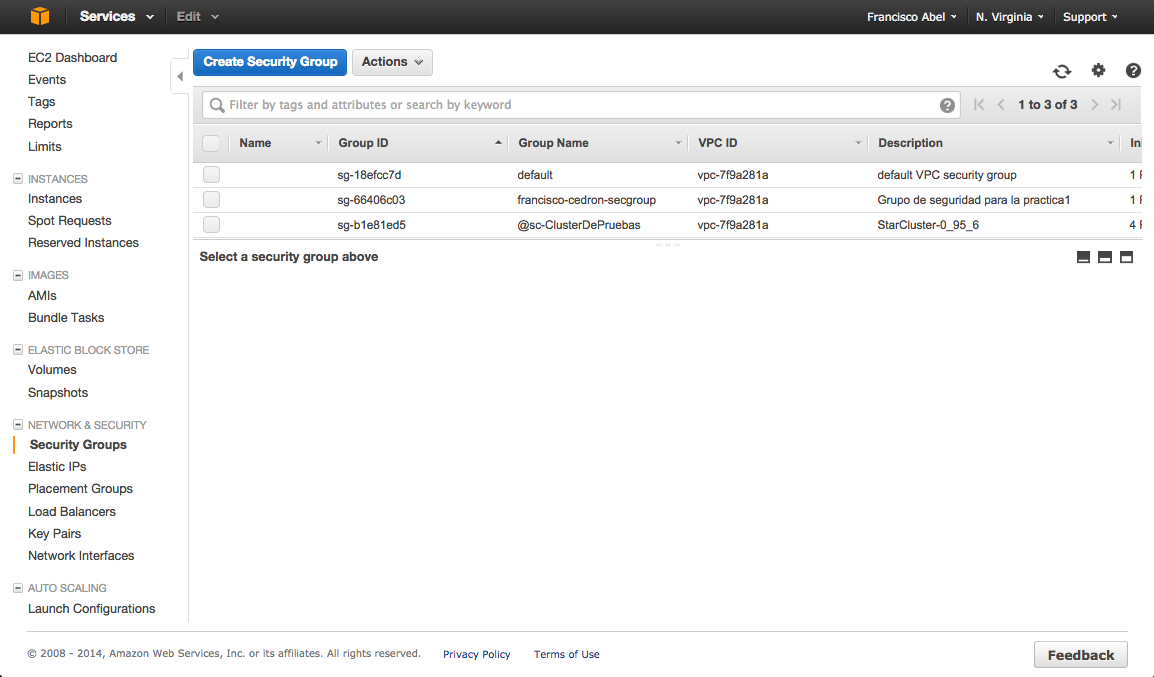 Services Edit Francisco Abel N. Virginia Support
EC2 Dashboard
Events
Tags
Reports
Limits
INSTANCES
Instances
Spot Requests
Reserved Instances
IMAGES
AMIs
Bundle Tasks
ELASTIC BLOCK STORE
Volumes
Snapshots
NETWORK & SECURITY
Security Groups
Elastic IPs
Placement Groups
Load Balancers
Key Pairs
Network Interfaces
AUTO SCALING
Launch Configurations
Create Security Group Actions
Filter by tags and attributes or search by keyword 1 to 3 of 3
Name Group ID Group Name VPC ID Description
sg-18efcc7d default vpc-7f9a281a default VPC security group 1
sg-66406c03 francisco-cedron-secgroup vpc-7f9a281a Grupo de seguridad para la practica1 1
sg-b1e81ed5 @sc-ClusterDePruebas vpc-7f9a281a StarCluster-0_95_6 4
Select a security group above
© 2008 - 2014, Amazon Web Services, Inc. or its affiliates. All rights reserved. Privacy Policy Terms of Use
Feedback